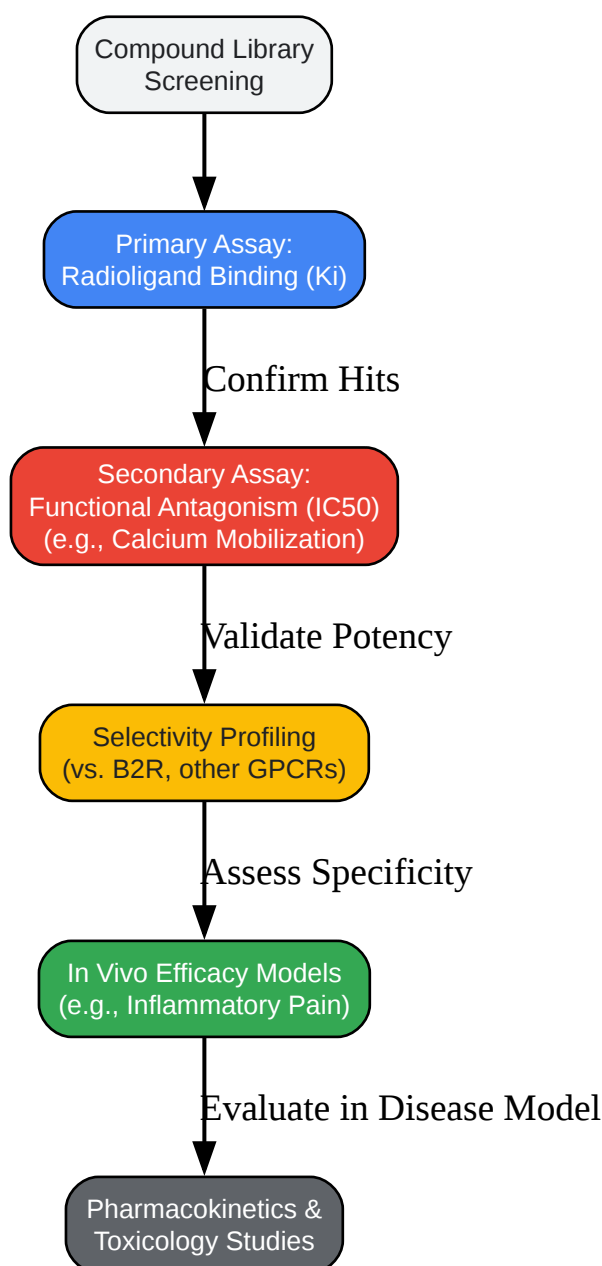 Compound Library
Screening
Primary Assay:
Radioligand Binding (Ki)
Confirm Hits
Secondary Assay:
Functional Antagonism (IC50)
(e.g., Calcium Mobilization)
Validate Potency
Selectivity Profiling
(vs. B2R, other GPCRs)
Assess Specificity
In Vivo Efficacy Models
(e.g., Inflammatory Pain)
Evaluate in Disease Model
Pharmacokinetics &
Toxicology Studies